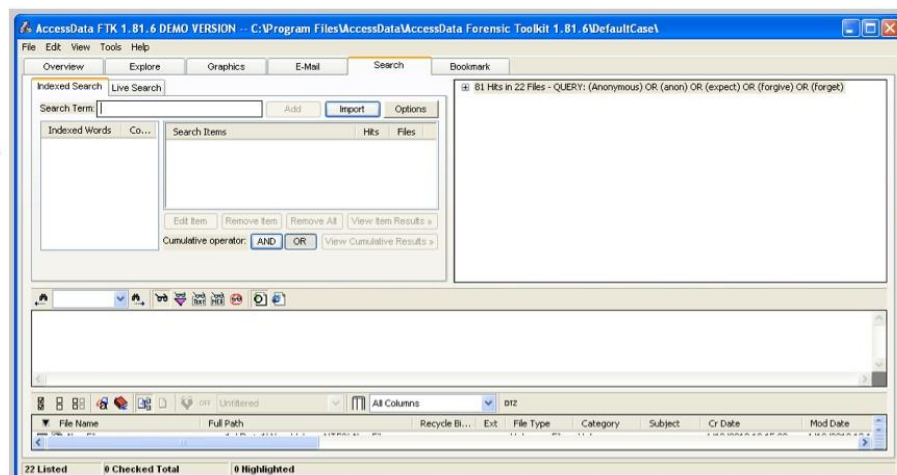 AccessData FTK 1.81.6 DEMO VERSION -- C:\Program Files\AccessData\AccessData Forensic Toolkit 1.81.6\DefaultCase\
File Edit View Tools Help
Overview Explore Graphics E-Mail Search Bookmark
Indexed Search Live Search
Search Term: Add Import Options
Indexed Words Co... Search Items Hits Files
Edit Item Remove Item Remove All View Item Results »
Cumulative operator: AND OR View Cumulative Results »
81 Hits in 22 Files - QUERY: (Anonymous) OR (anon) OR (expect) OR (forgive) OR (forget)
OFF Unfiltered All Columns DTZ
File Name Full Path Recycle Bi... Ext File Type Category Subject Cr Date Mod Date
22 Listed 0 Checked Total 0 Highlighted